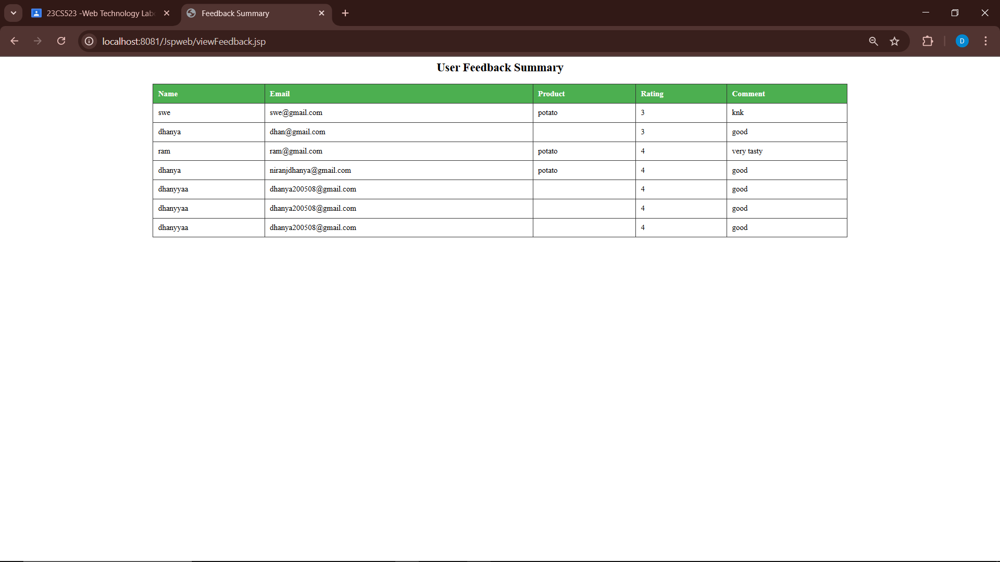 23CS523 -Web Technology Lab
Feedback Summary
localhost:8081/Jspweb/viewFeedback.jsp
D
User Feedback Summary
Name Email Product Rating Comment
swe swe@gmail.com potato 3 knk
dhanya dhan@gmail.com 3 good
ram ram@gmail.com potato 4 very tasty
dhanya niranjdhanya@gmail.com potato 4 good
dhanyyaa dhanya200508@gmail.com 4 good
dhanyyaa dhanya200508@gmail.com 4 good
dhanyyaa dhanya200508@gmail.com 4 good